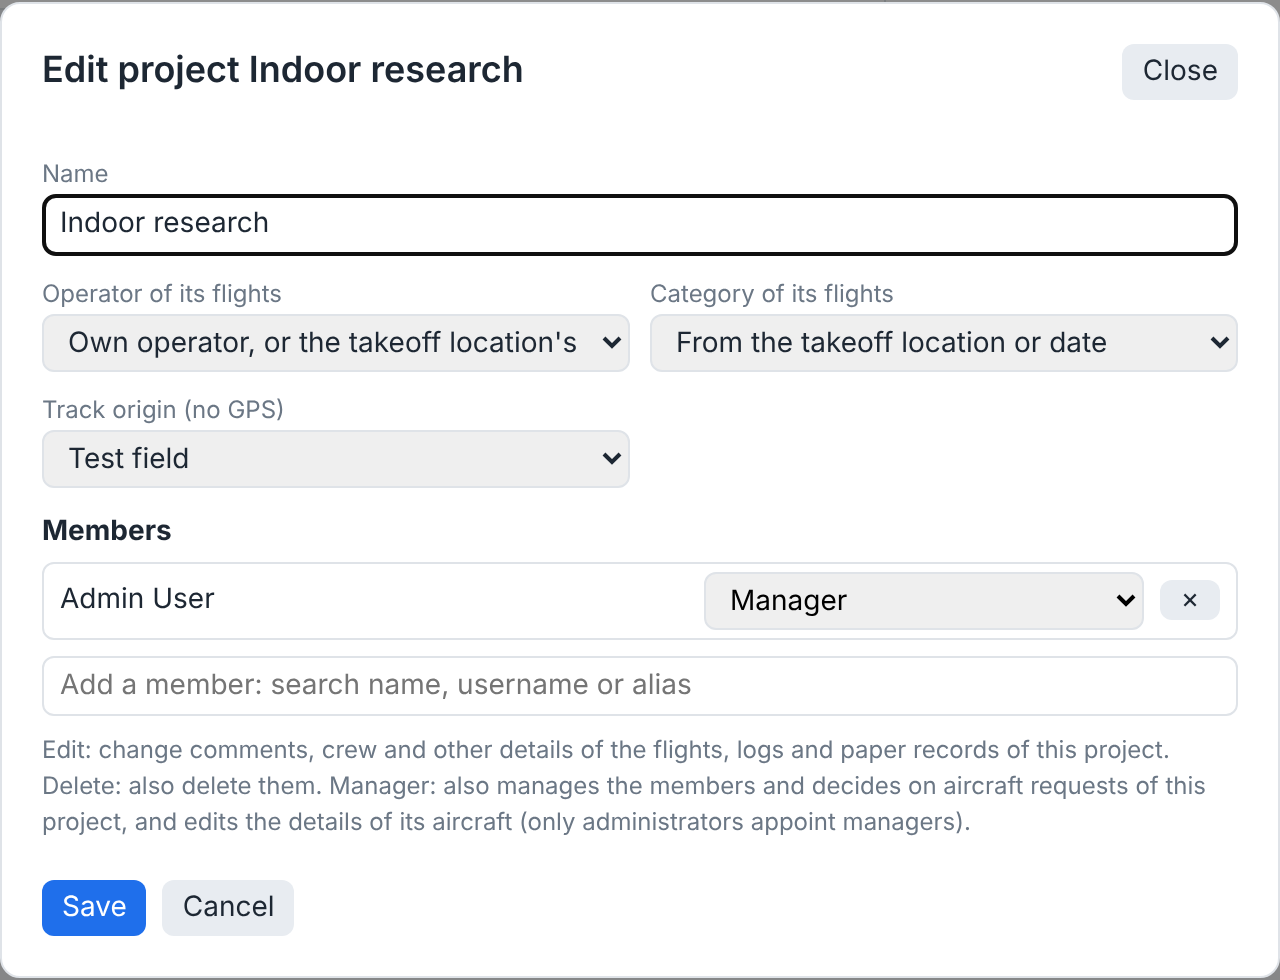 Edit project Indoor research
Close
Name
Indoor research
Operator of its flights
Category of its flights
Own operator, or the takeoff location's
From the takeoff location or date
Track origin (no GPS)
Test field
Members
Admin User
Manager
×
Add a member: search name, username or alias
Edit: change comments, crew and other details of the flights, logs and paper records of this project.
Delete: also delete them. Manager: also manages the members and decides on aircraft requests of this
project, and edits the details of its aircraft (only administrators appoint managers).
Save
Cancel